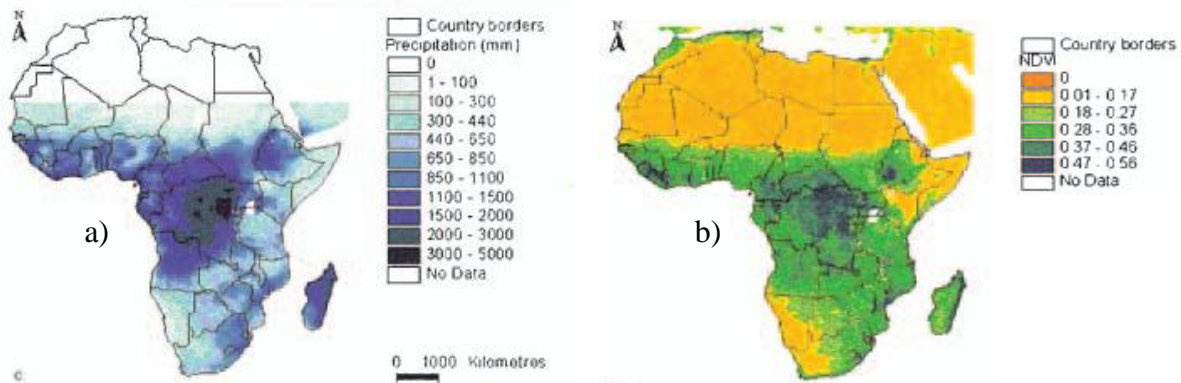 N
Country borders
Precipitation (mm)
0
1 - 100
100 - 300
300 - 440
440 - 650
650 - 850
850 - 1100
1100 - 1500
1500 - 2000
2000 - 3000
3000 - 5000
No Data
a)
0 1000 Kilometres
c
N
Country borders
NDVI
0
0 01 - 0 17
0 18 - 0 27
0 28 - 0 36
0 37 - 0 46
0 47 - 0 56
No Data
b)